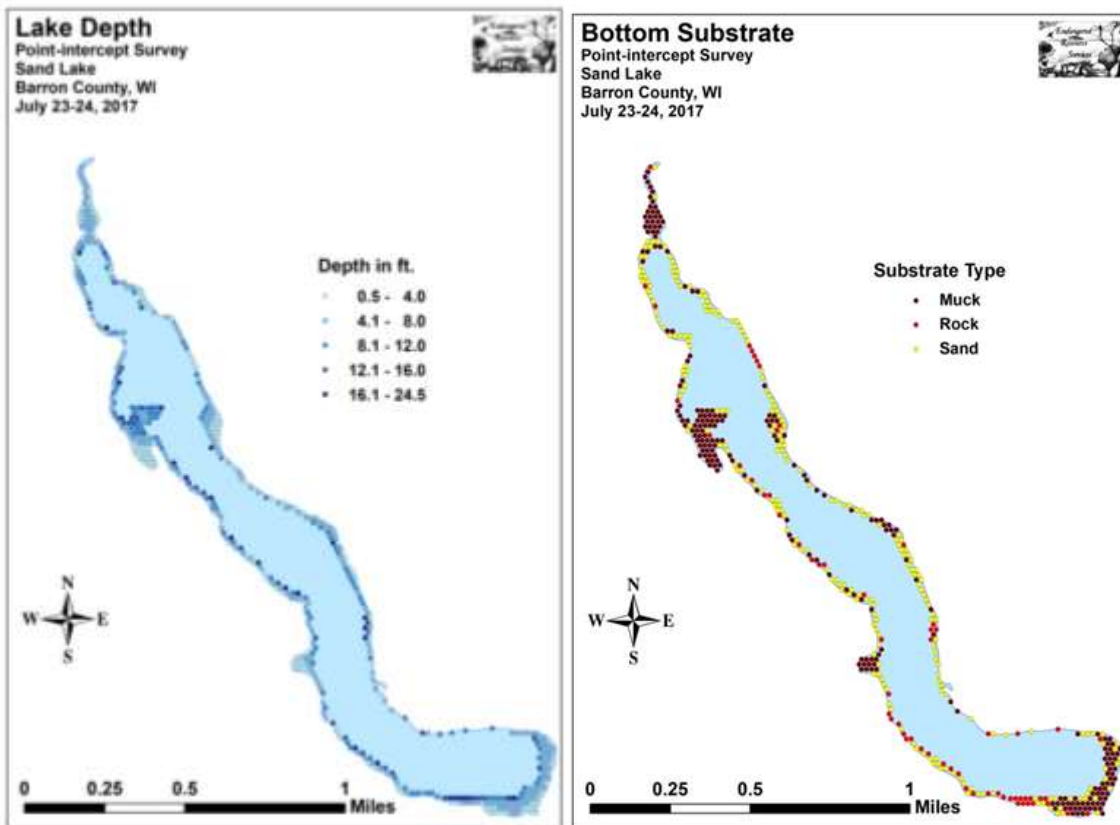 Lake Depth
Point-intercept Survey
Sand Lake
Barron County, WI
July 23-24, 2017
Depth in ft.
0.5 - 4.0
4.1 - 8.0
8.1 - 12.0
12.1 - 16.0
16.1 - 24.5
N
W E
S
0 0.25 0.5 1
Miles
Bottom Substrate
Point-intercept Survey
Sand Lake
Barron County, WI
July 23-24, 2017
Endangered
Resource
Services
Substrate Type
Muck
Rock
Sand
N
W E
S
0 0.25 0.5 1
Miles